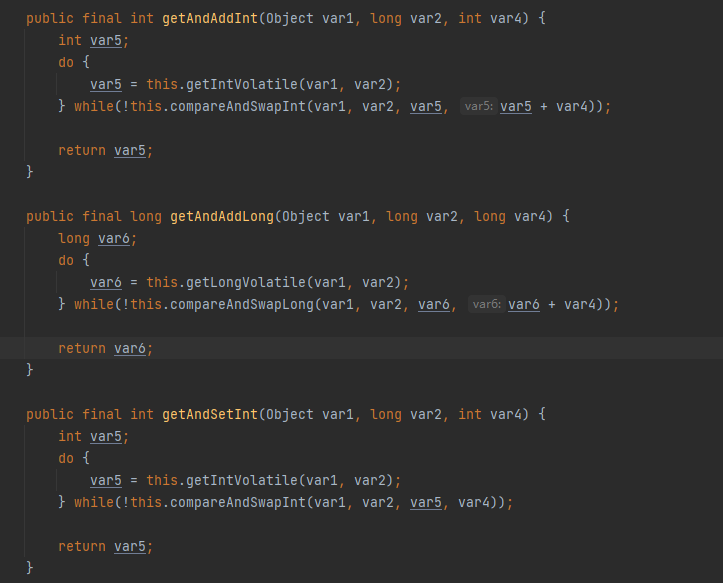 public final int getAndAddInt(Object var1, long var2, int var4) {
int var5;
do {
var5 = this.getIntVolatile(var1, var2);
} while(!this.compareAndSwapInt(var1, var2, var5, var5: var5 + var4));
return var5;
}
public final long getAndAddLong(Object var1, long var2, long var4) {
long var6;
do {
var6 = this.getLongVolatile(var1, var2);
} while(!this.compareAndSwapLong(var1, var2, var6, var6: var6 + var4));
return var6;
}
public final int getAndSetInt(Object var1, long var2, int var4) {
int var5;
do {
var5 = this.getIntVolatile(var1, var2);
} while(!this.compareAndSwapInt(var1, var2, var5, var4));
return var5;
}